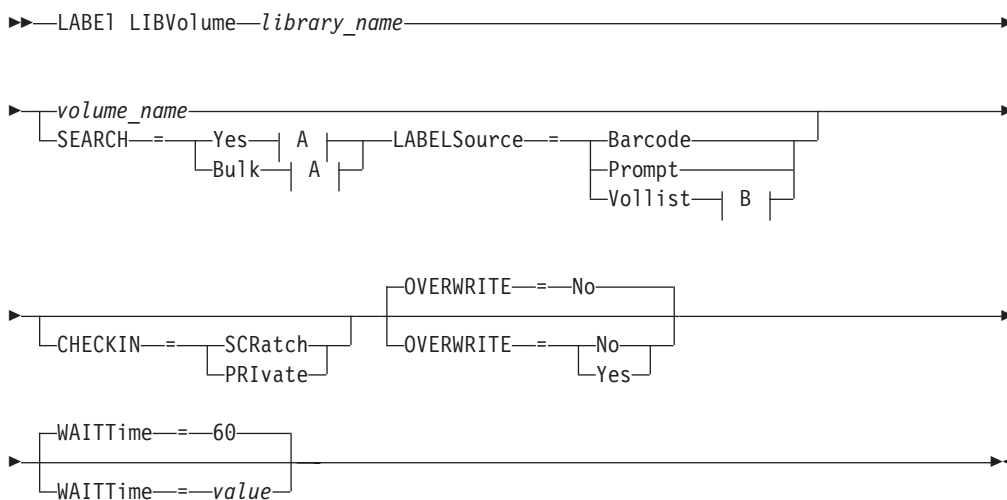 LABEl LIBVolume library_name
volume_name
SEARCH = Yes A LABELSource = Barcode
Bulk A Prompt
Vollist B
OVERWRITE = No
CHECKIN = SCRatch OVERWRITE = No
PRIvate Yes
WAITTime = 60
WAITTime = value